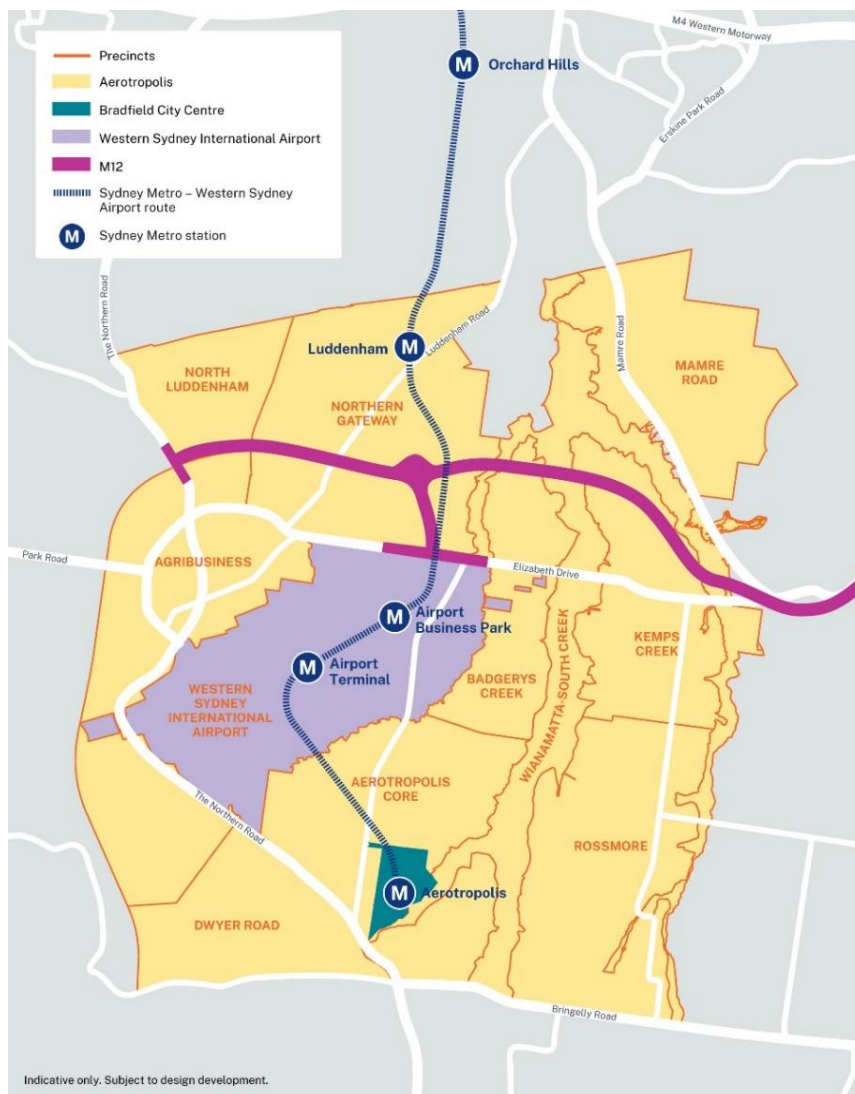 Precincts
Aerotropolis
Bradfield City Centre
Western Sydney International Airport
M12
Sydney Metro – Western Sydney
Airport route
M
Sydney Metro station
M4 Western Motorway
M
Orchard Hills
Erskine Park Road
The Northern Road
Luddenham
M
Luddenham Road
Mamre Road
NORTH
LUDDENHAM
MAMRE
ROAD
NORTHERN
GATEWAY
Park Road
AGRIBUSINESS
Elizabeth Drive
M
Airport
Business Park
KEMPS
CREEK
M
Airport
Terminal
BADGERYS
CREEK
WIANAMATTA-SOUTH CREEK
WESTERN
SYDNEY
INTERNATIONAL
AIRPORT
AEROTROPOLIS
CORE
The Northern Road
ROSSMORE
M
Aerotropolis
DWYER ROAD
Bringelly Road
Indicative only. Subject to design development.